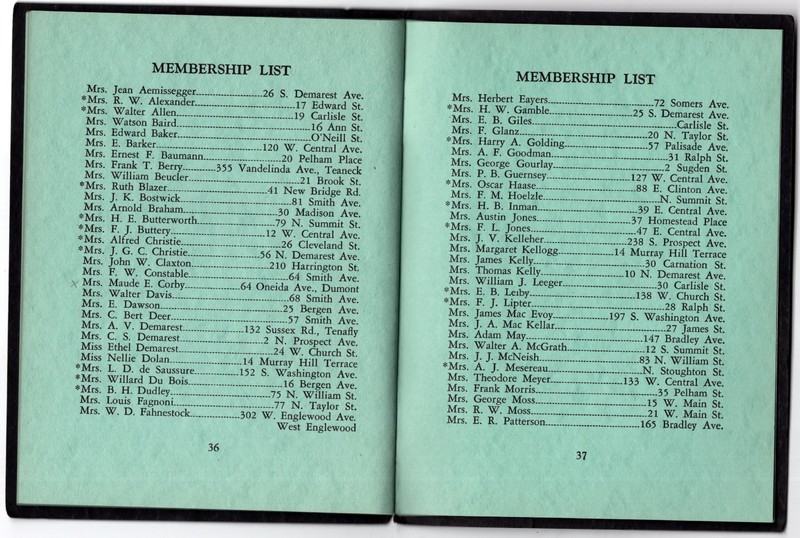 MEMBERSHIP LIST
Mrs. Jean Aemissegger 26 S. Demarest Ave.
*Mrs. R. W. Alexander 17 Edward St.
*Mrs. Walter Allen 19 Carlisle St.
Mrs. Watson Baird 16 Ann St.
Mrs. Edward Baker O'Neill St.
Mrs. E. Barker 120 W. Central Ave.
Mrs. Ernest F. Baumann 20 Pelham Place
Mrs. Frank T. Berry 355 Vandelinda Ave., Teaneck
Mrs. William Beucler 21 Brook St.
*Mrs. Ruth Blazer 41 New Bridge Rd.
Mrs. J. K. Bostwick 81 Smith Ave.
Mrs. Arnold Braham 30 Madison Ave.
*Mrs. H. E. Butterworth 79 N. Summit St.
*Mrs. F. J. Buttery 12 W. Central Ave.
*Mrs. Alfred Christie 26 Cleveland St.
*Mrs. J. G. C. Christie 56 N. Demarest Ave.
Mrs. John W. Claxton 210 Harrington St.
Mrs. F. W. Constable 64 Smith Ave.
Mrs. Maude E. Corby 64 Oneida Ave., Dumont
Mrs. Walter Davis 68 Smith Ave.
Mrs. E. Dawson 25 Bergen Ave.
Mrs. C. Bert Deer 57 Smith Ave.
Mrs. A. V. Demarest 132 Sussex Rd., Tenafly
Mrs. C. S. Demarest 2 N. Prospect Ave.
Miss Ethel Demarest 24 W. Church St.
Miss Nellie Dolan 14 Murray Hill Terrace
*Mrs. L. D. de Saussure 152 S. Washington Ave.
*Mrs. Willard Du Bois 16 Bergen Ave.
*Mrs. B. H. Dudley 75 N. William St.
Mrs. Louis Fagnoni 77 N. Taylor St.
Mrs. W. D. Fahnestock 302 W. Englewood Ave.
West Englewood
36
MEMBERSHIP LIST
Mrs. Herbert Eayers 72 Somers Ave.
*Mrs. H. W. Gamble 25 S. Demarest Ave.
Mrs. E. B. Giles Carlisle St.
Mrs. F. Glanz 20 N. Taylor St.
*Mrs. Harry A. Golding 57 Palisade Ave.
Mrs. A. F. Goodman 31 Ralph St.
Mrs. George Gourlay 2 Sugden St.
Mrs. P. B. Guernsey 127 W. Central Ave.
*Mrs. Oscar Haase 88 E. Clinton Ave.
Mrs. F. M. Hoelzle N. Summit St.
*Mrs. H. B. Inman 39 E. Central Ave.
Mrs. Austin Jones 37 Homestead Place
*Mrs. F. L. Jones 47 E. Central Ave.
Mrs. J. V. Kelleher 238 S. Prospect Ave.
Mrs. Margaret Kellogg 14 Murray Hill Terrace
Mrs. James Kelly 30 Carnation St.
Mrs. Thomas Kelly 10 N. Demarest Ave.
Mrs. William J. Leeger 30 Carlisle St.
*Mrs. E. B. Leiby 138 W. Church St.
*Mrs. F. J. Lipter 28 Ralph St.
Mrs. James Mac Evoy 197 S. Washington Ave.
Mrs. J. A. Mac Kellar 27 James St.
Mrs. Adam May 147 Bradley Ave.
Mrs. Walter A. McGrath 12 S. Summit St.
Mrs. J. J. McNeish 83 N. William St.
*Mrs. A. J. Mesereau N. Stoughton St.
Mrs. Theodore Meyer 133 W. Central Ave.
Mrs. Frank Morris 35 Pelham St.
Mrs. George Moss 15 W. Main St.
Mrs. R. W. Moss 21 W. Main St.
Mrs. E. R. Patterson 165 Bradley Ave.
37